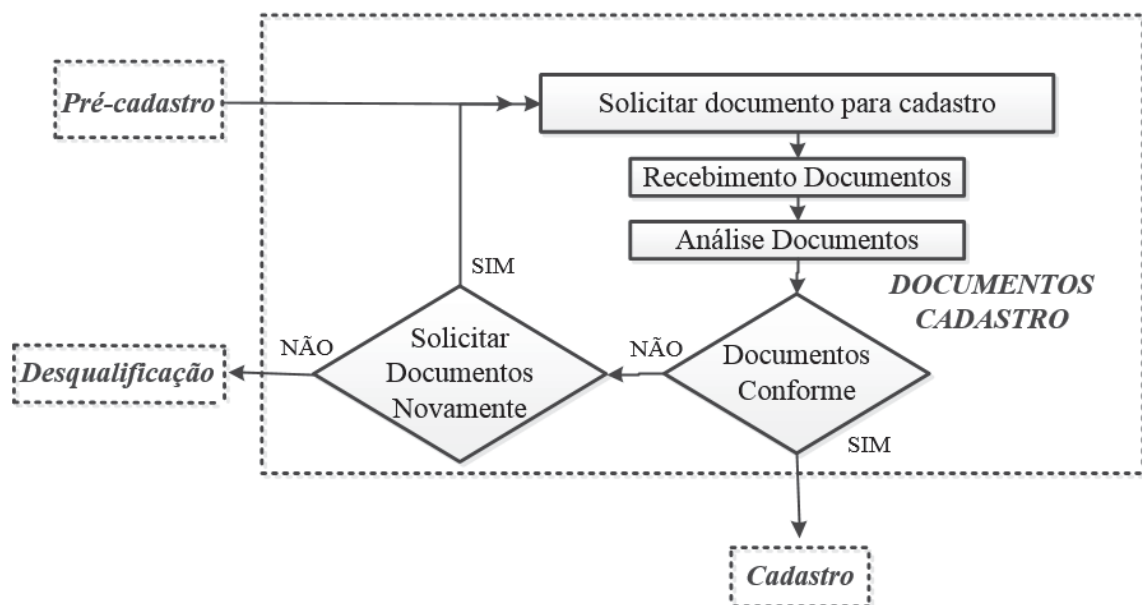 Pré-cadastro
Solicitar documento para cadastro
Recebimento Documentos
Análise Documentos
SIM
DOCUMENTOS
CADASTRO
NÃO
Solicitar
Documentos
Novamente
NÃO
Documentos
Conforme
Desqualificação
SIM
Cadastro